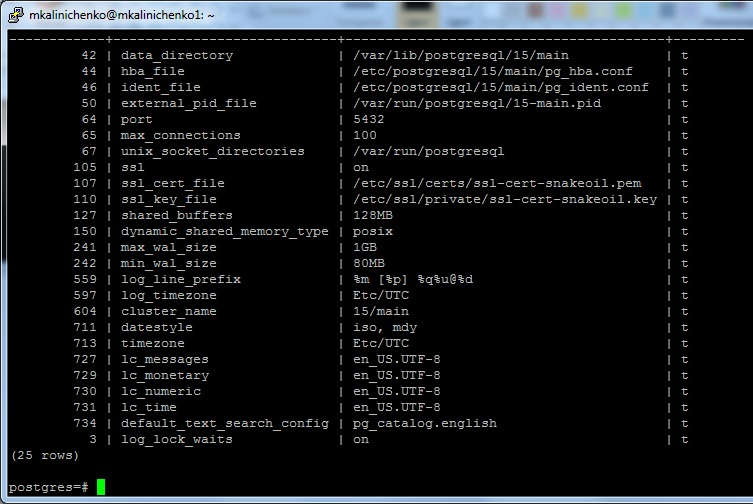 mkalinichenko@mkalinichenko1: ~
-------------+----------------------------+----------------------------------------+---------
42 | data_directory | /var/lib/postgresql/15/main | t
44 | hba_file | /etc/postgresql/15/main/pg_hba.conf | t
46 | ident_file | /etc/postgresql/15/main/pg_ident.conf | t
50 | external_pid_file | /var/run/postgresql/15-main.pid | t
64 | port | 5432 | t
65 | max_connections | 100 | t
67 | unix_socket_directories | /var/run/postgresql | t
105 | ssl | on | t
107 | ssl_cert_file | /etc/ssl/certs/ssl-cert-snakeoil.pem | t
110 | ssl_key_file | /etc/ssl/private/ssl-cert-snakeoil.key | t
127 | shared_buffers | 128MB | t
150 | dynamic_shared_memory_type | posix | t
241 | max_wal_size | 1GB | t
242 | min_wal_size | 80MB | t
559 | log_line_prefix | %m [%p] %q%u@%d | t
597 | log_timezone | Etc/UTC | t
604 | cluster_name | 15/main | t
711 | datestyle | iso, mdy | t
713 | timezone | Etc/UTC | t
727 | lc_messages | en_US.UTF-8 | t
729 | lc_monetary | en_US.UTF-8 | t
730 | lc_numeric | en_US.UTF-8 | t
731 | lc_time | en_US.UTF-8 | t
734 | default_text_search_config | pg_catalog.english | t
3 | log_lock_waits | on | t
(25 rows)
postgres=#